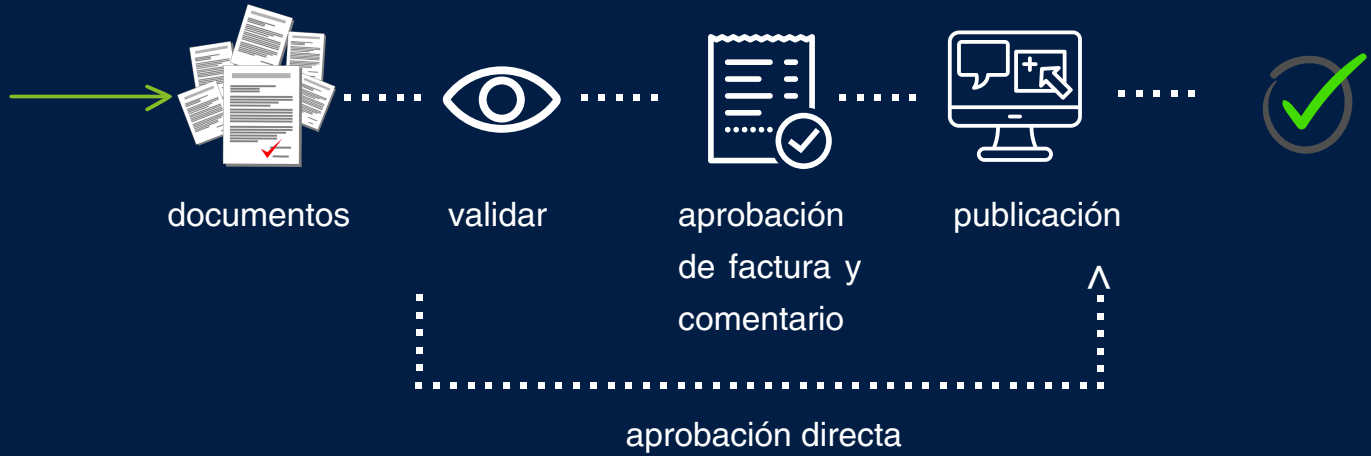 documentos
validar
aprobación
de factura y
comentario
publicación
aprobación directa